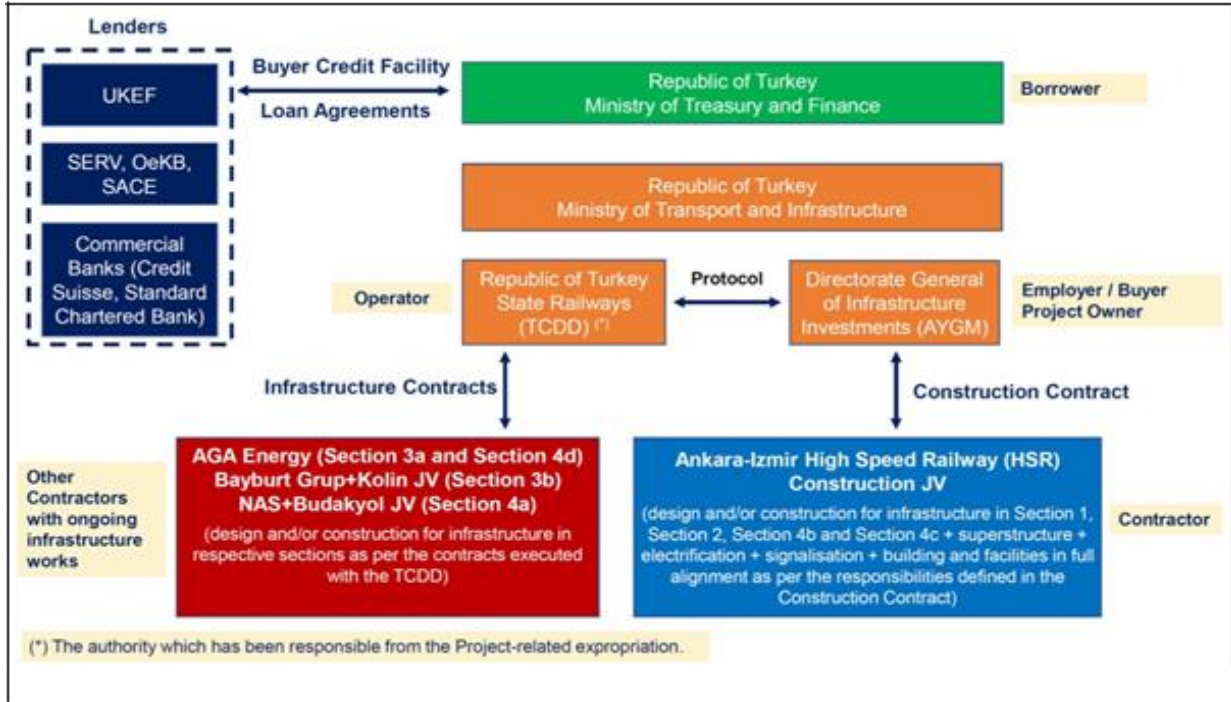 Lenders
UKEF
SERV, OeKB,
SACE
Commercial
Banks (Credit
Suisse, Standard
Chartered Bank)
Buyer Credit Facility
Loan Agreements
Republic of Turkey
Ministry of Treasury and Finance
Borrower
Republic of Turkey
Ministry of Transport and Infrastructure
Operator
Republic of Turkey
State Railways
(TCDD) (*)
Protocol
Directorate General
of Infrastructure
Investments (AYGM)
Employer / Buyer
Project Owner
Infrastructure Contracts
Construction Contract
Other
Contractors
with ongoing
infrastructure
works
AGA Energy (Section 3a and Section 4d)
Bayburt Grup+Kolin JV (Section 3b)
NAS+Budakyol JV (Section 4a)
(design and/or construction for infrastructure in
respective sections as per the contracts executed
with the TCDD)
Ankara-Izmir High Speed Railway (HSR)
Construction JV
(design and/or construction for infrastructure in Section 1,
Section 2, Section 4b and Section 4c + superstructure +
electrification + signalisation + building and facilities in full
alignment as per the responsibilities defined in the
Construction Contract)
Contractor
(*) The authority which has been responsible from the Project-related expropriation.